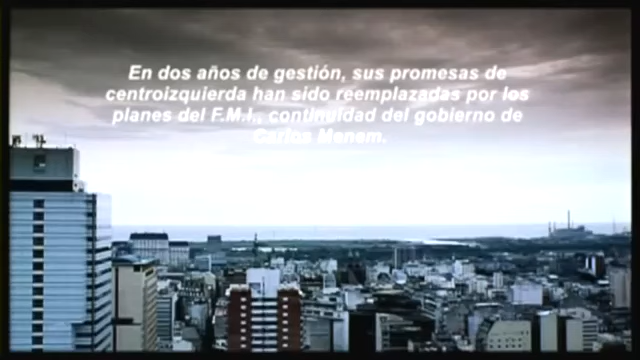 En dos años de gestión, sus promesas de
centroizquierda han sido reemplazadas por los
planes del F.M.I., continuidad del gobierno de
Carlos Menem.